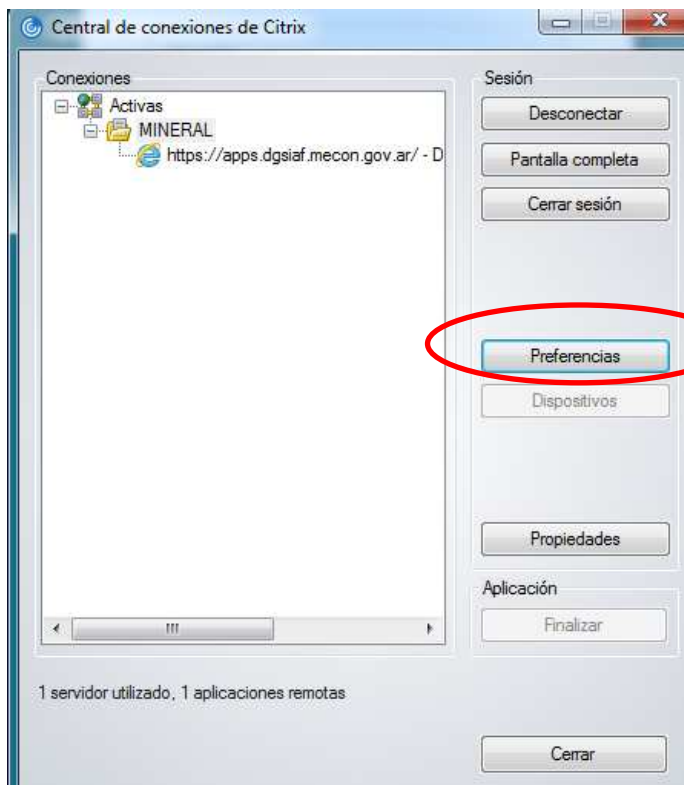 Central de conexiones de Citrix
Conexiones
Activas
MINERAL
https://apps.dgsiaf.mecon.gov.ar/ - D
Sesión
Desconectar
Pantalla completa
Cerrar sesión
Preferencias
Dispositivos
Propiedades
Aplicación
Finalizar
1 servidor utilizado, 1 aplicaciones remotas
Cerrar